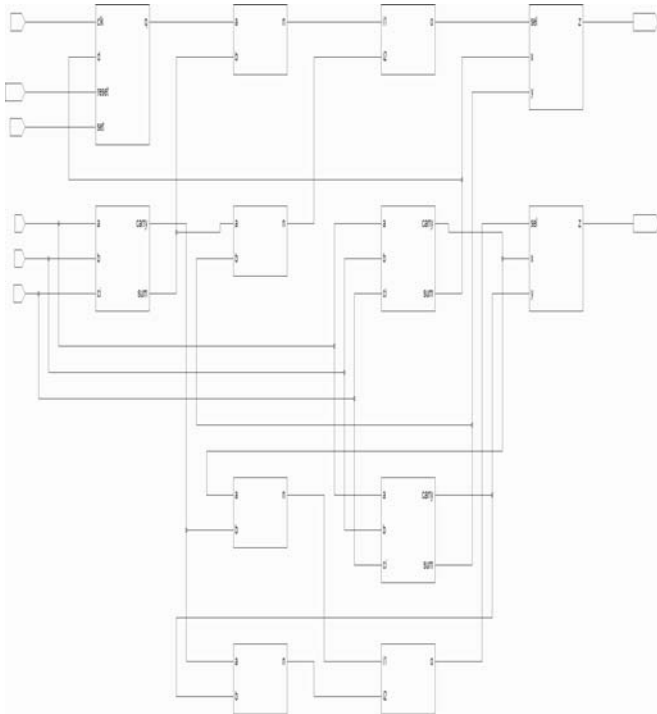 clk q a n i1 o sel z
d b i2 x
reset y
set
a carry a n a carry sel z
b b b x
ci sum ci sum y
a n a carry
b b
ci sum
a n i1 o
b i2